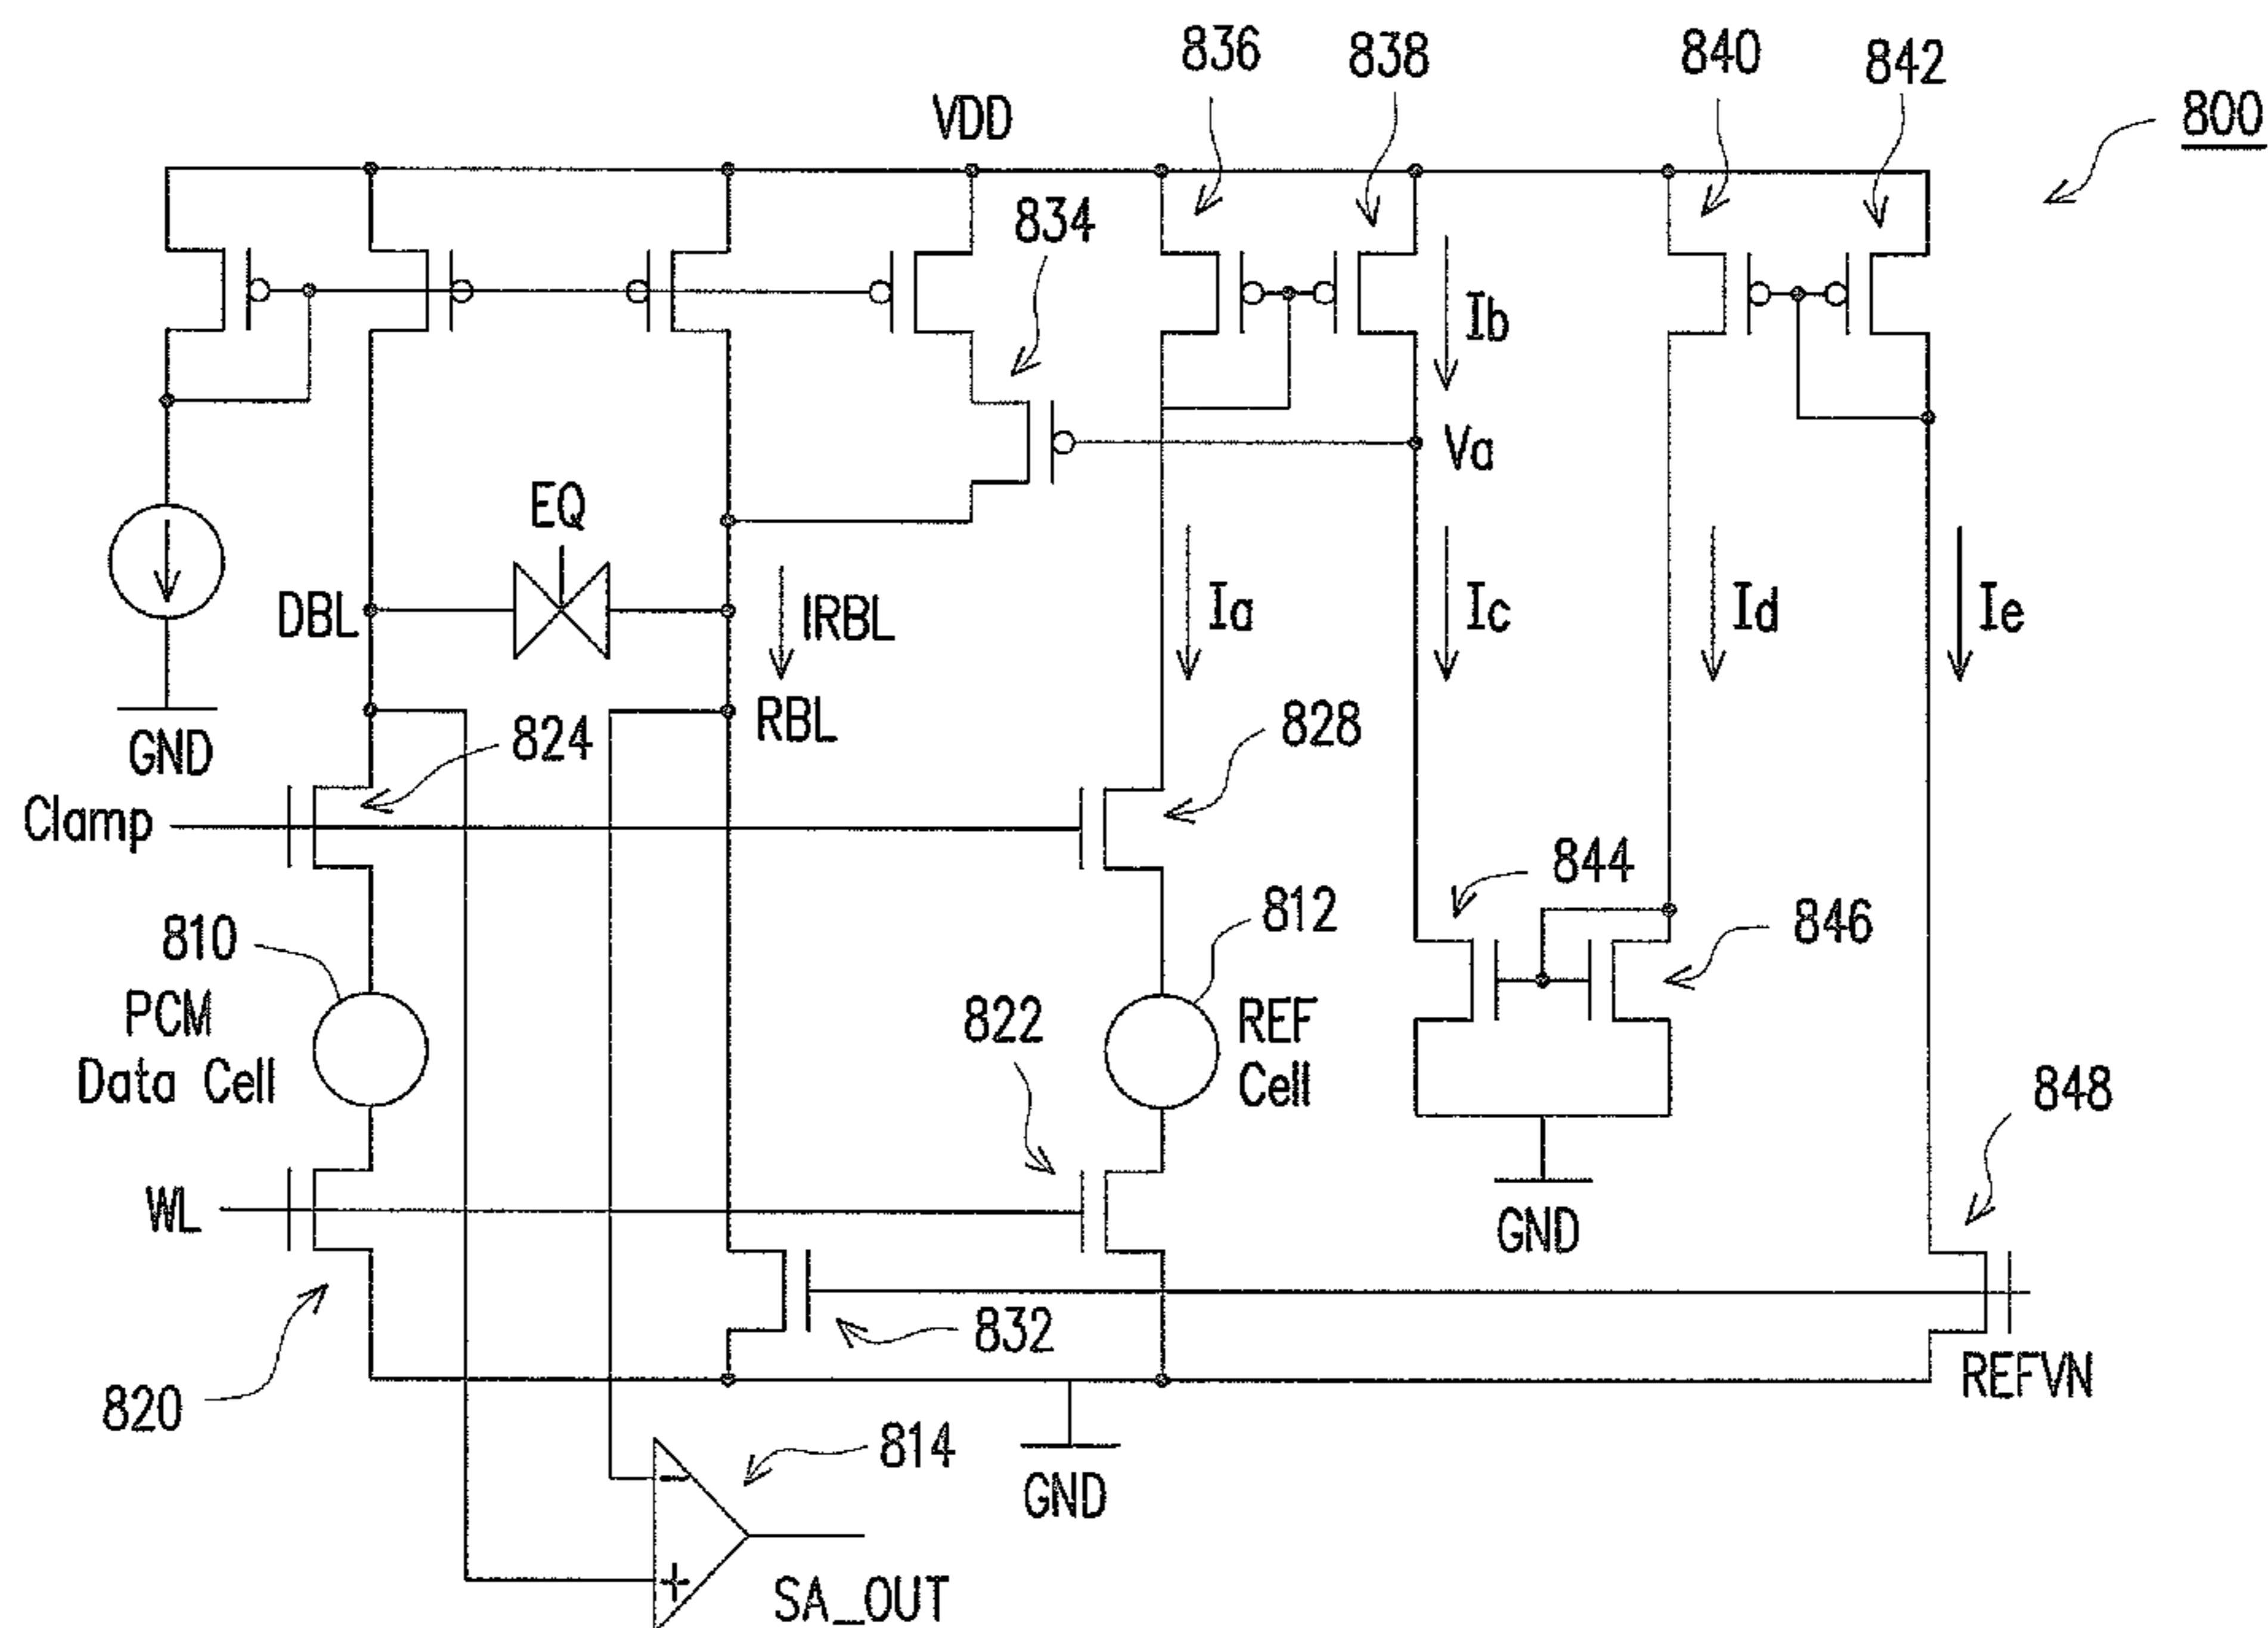 836
838
840
842
800
VDD
834
Ib
Va
EQ
DBL
IRBL
Ia
Ic
Id
Ie
RBL
GND
824
828
Clamp
844
846
812
810
PCM
Data Cell
822
REF
Cell
848
WL
GND
832
REFVN
820
814
GND
SA_OUT
-
+